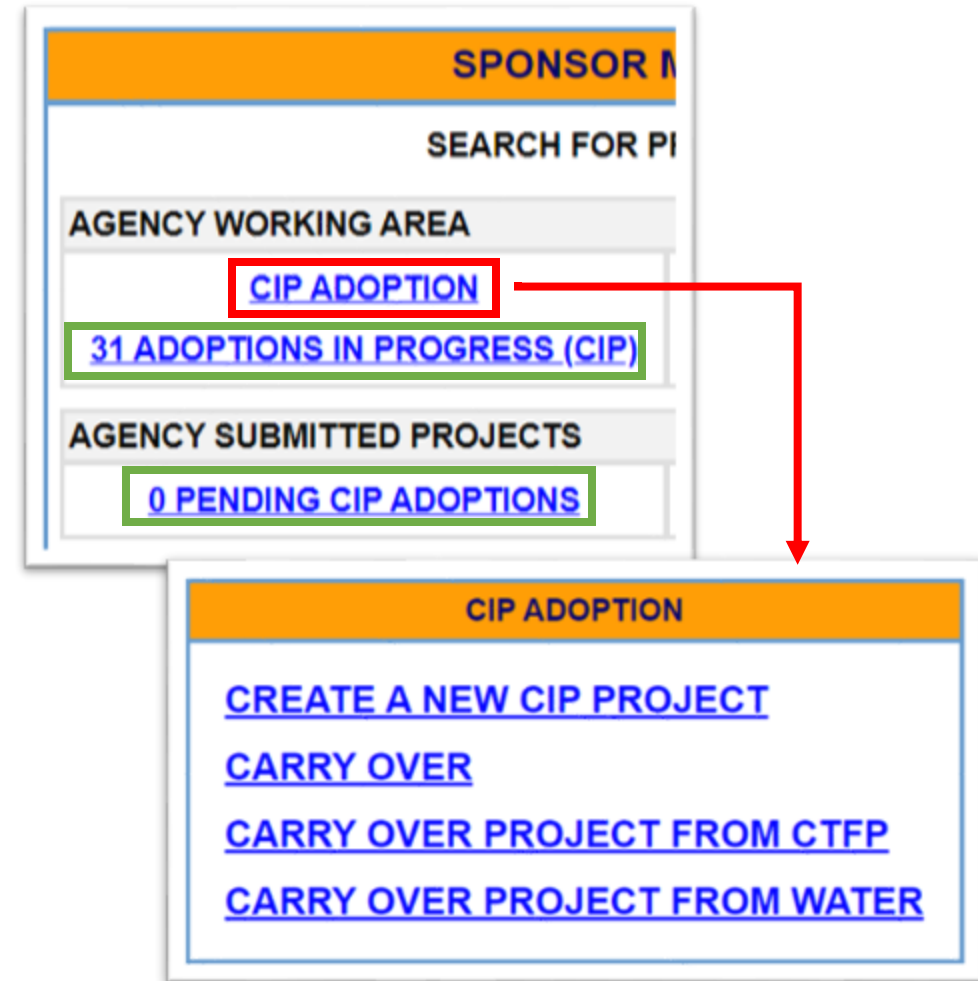 SPONSOR
SEARCH FOR
AGENCY WORKING AREA
CIP ADOPTION
31 ADOPTIONS IN PROGRESS (CIP)
AGENCY SUBMITTED PROJECTS
0 PENDING CIP ADOPTIONS
CIP ADOPTION
CREATE A NEW CIP PROJECT
CARRY OVER
CARRY OVER PROJECT FROM CTFP
CARRY OVER PROJECT FROM WATER